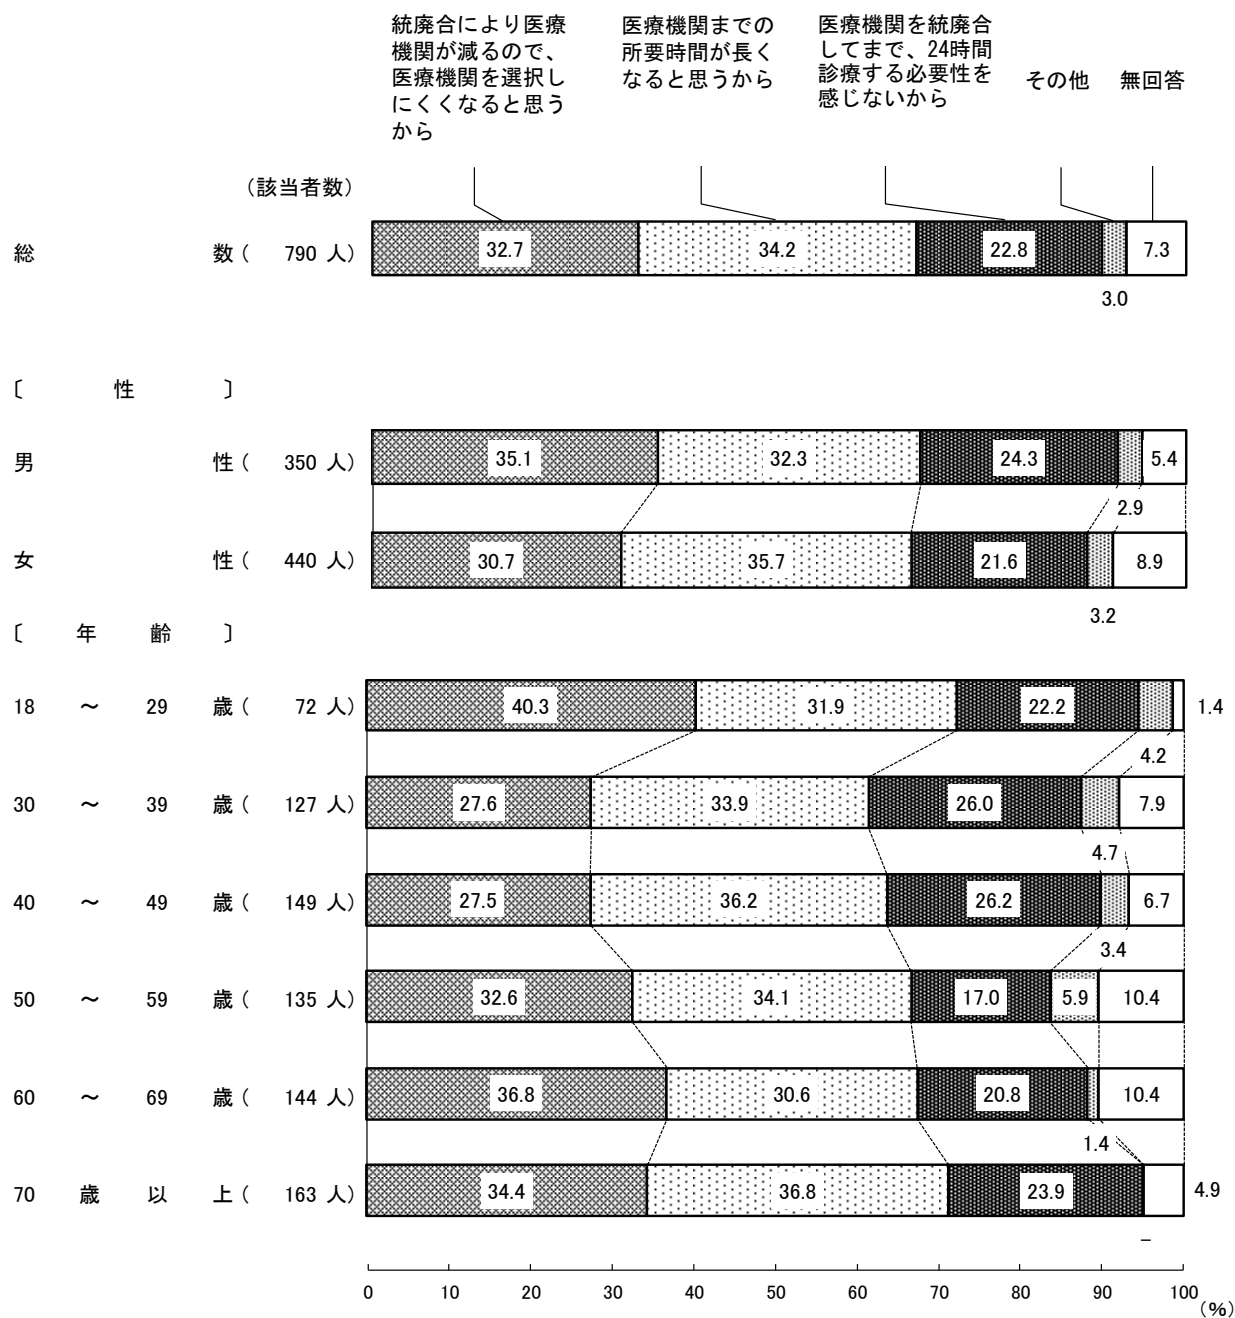 統廃合により医療
機関が減るので、
医療機関を選択し
にくくなると思う
から
医療機関までの
所要時間が長く
なると思うから
医療機関を統廃合
してまで、24時間
診療する必要性を
感じないから
その他
無回答
（該当者数）
総　数（ 790 人） 32.7 34.2 22.8 7.3
3.0
〔 性 〕
男　性（ 350 人） 35.1 32.3 24.3 5.4
2.9
女　性（ 440 人） 30.7 35.7 21.6 8.9
3.2
〔 年 齢 〕
18 ～ 29 歳（ 72 人） 40.3 31.9 22.2 1.4
4.2
30 ～ 39 歳（ 127 人） 27.6 33.9 26.0 7.9
4.7
40 ～ 49 歳（ 149 人） 27.5 36.2 26.2 6.7
3.4
50 ～ 59 歳（ 135 人） 32.6 34.1 17.0 5.9 10.4
60 ～ 69 歳（ 144 人） 36.8 30.6 20.8 10.4
1.4
70 歳 以 上（ 163 人） 34.4 36.8 23.9 4.9
－
0 10 20 30 40 50 60 70 80 90 100
（％）